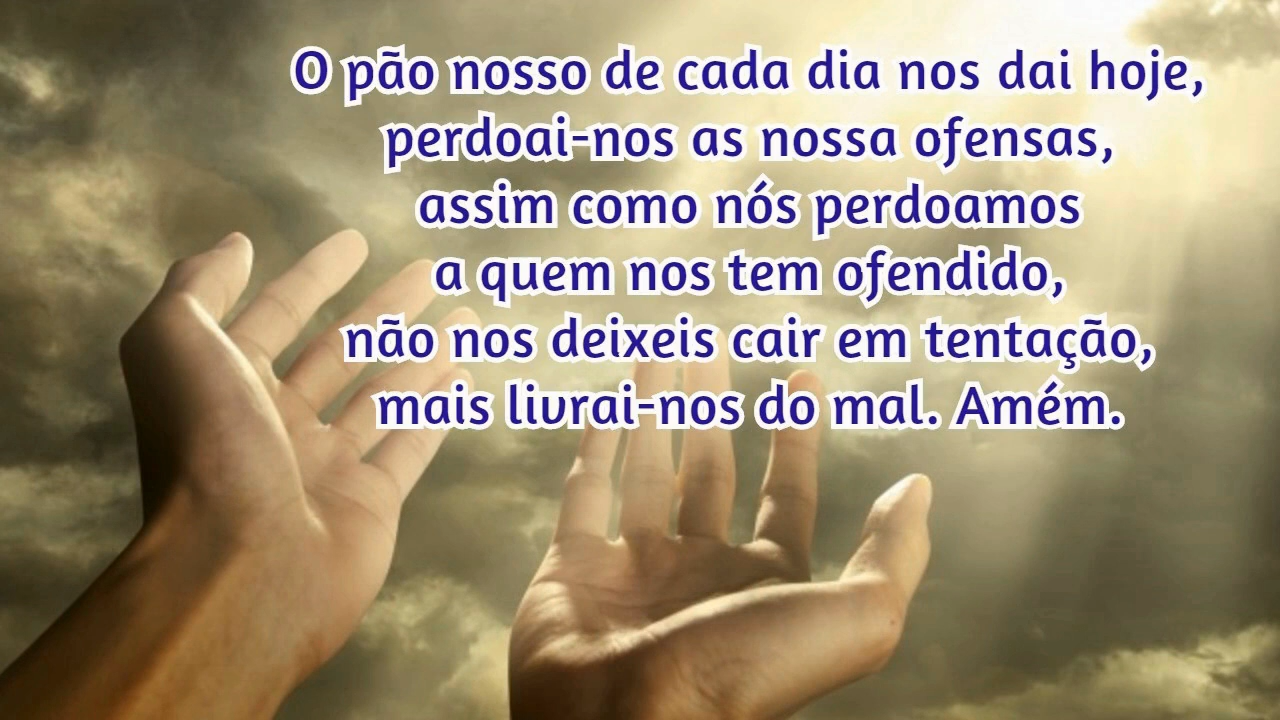 O pão nosso de cada dia nos dai hoje,
perdoai-nos as nossa ofensas,
assim como nós perdoamos
a quem nos tem ofendido,
não nos deixeis cair em tentação,
mais livrai-nos do mal. Amém.